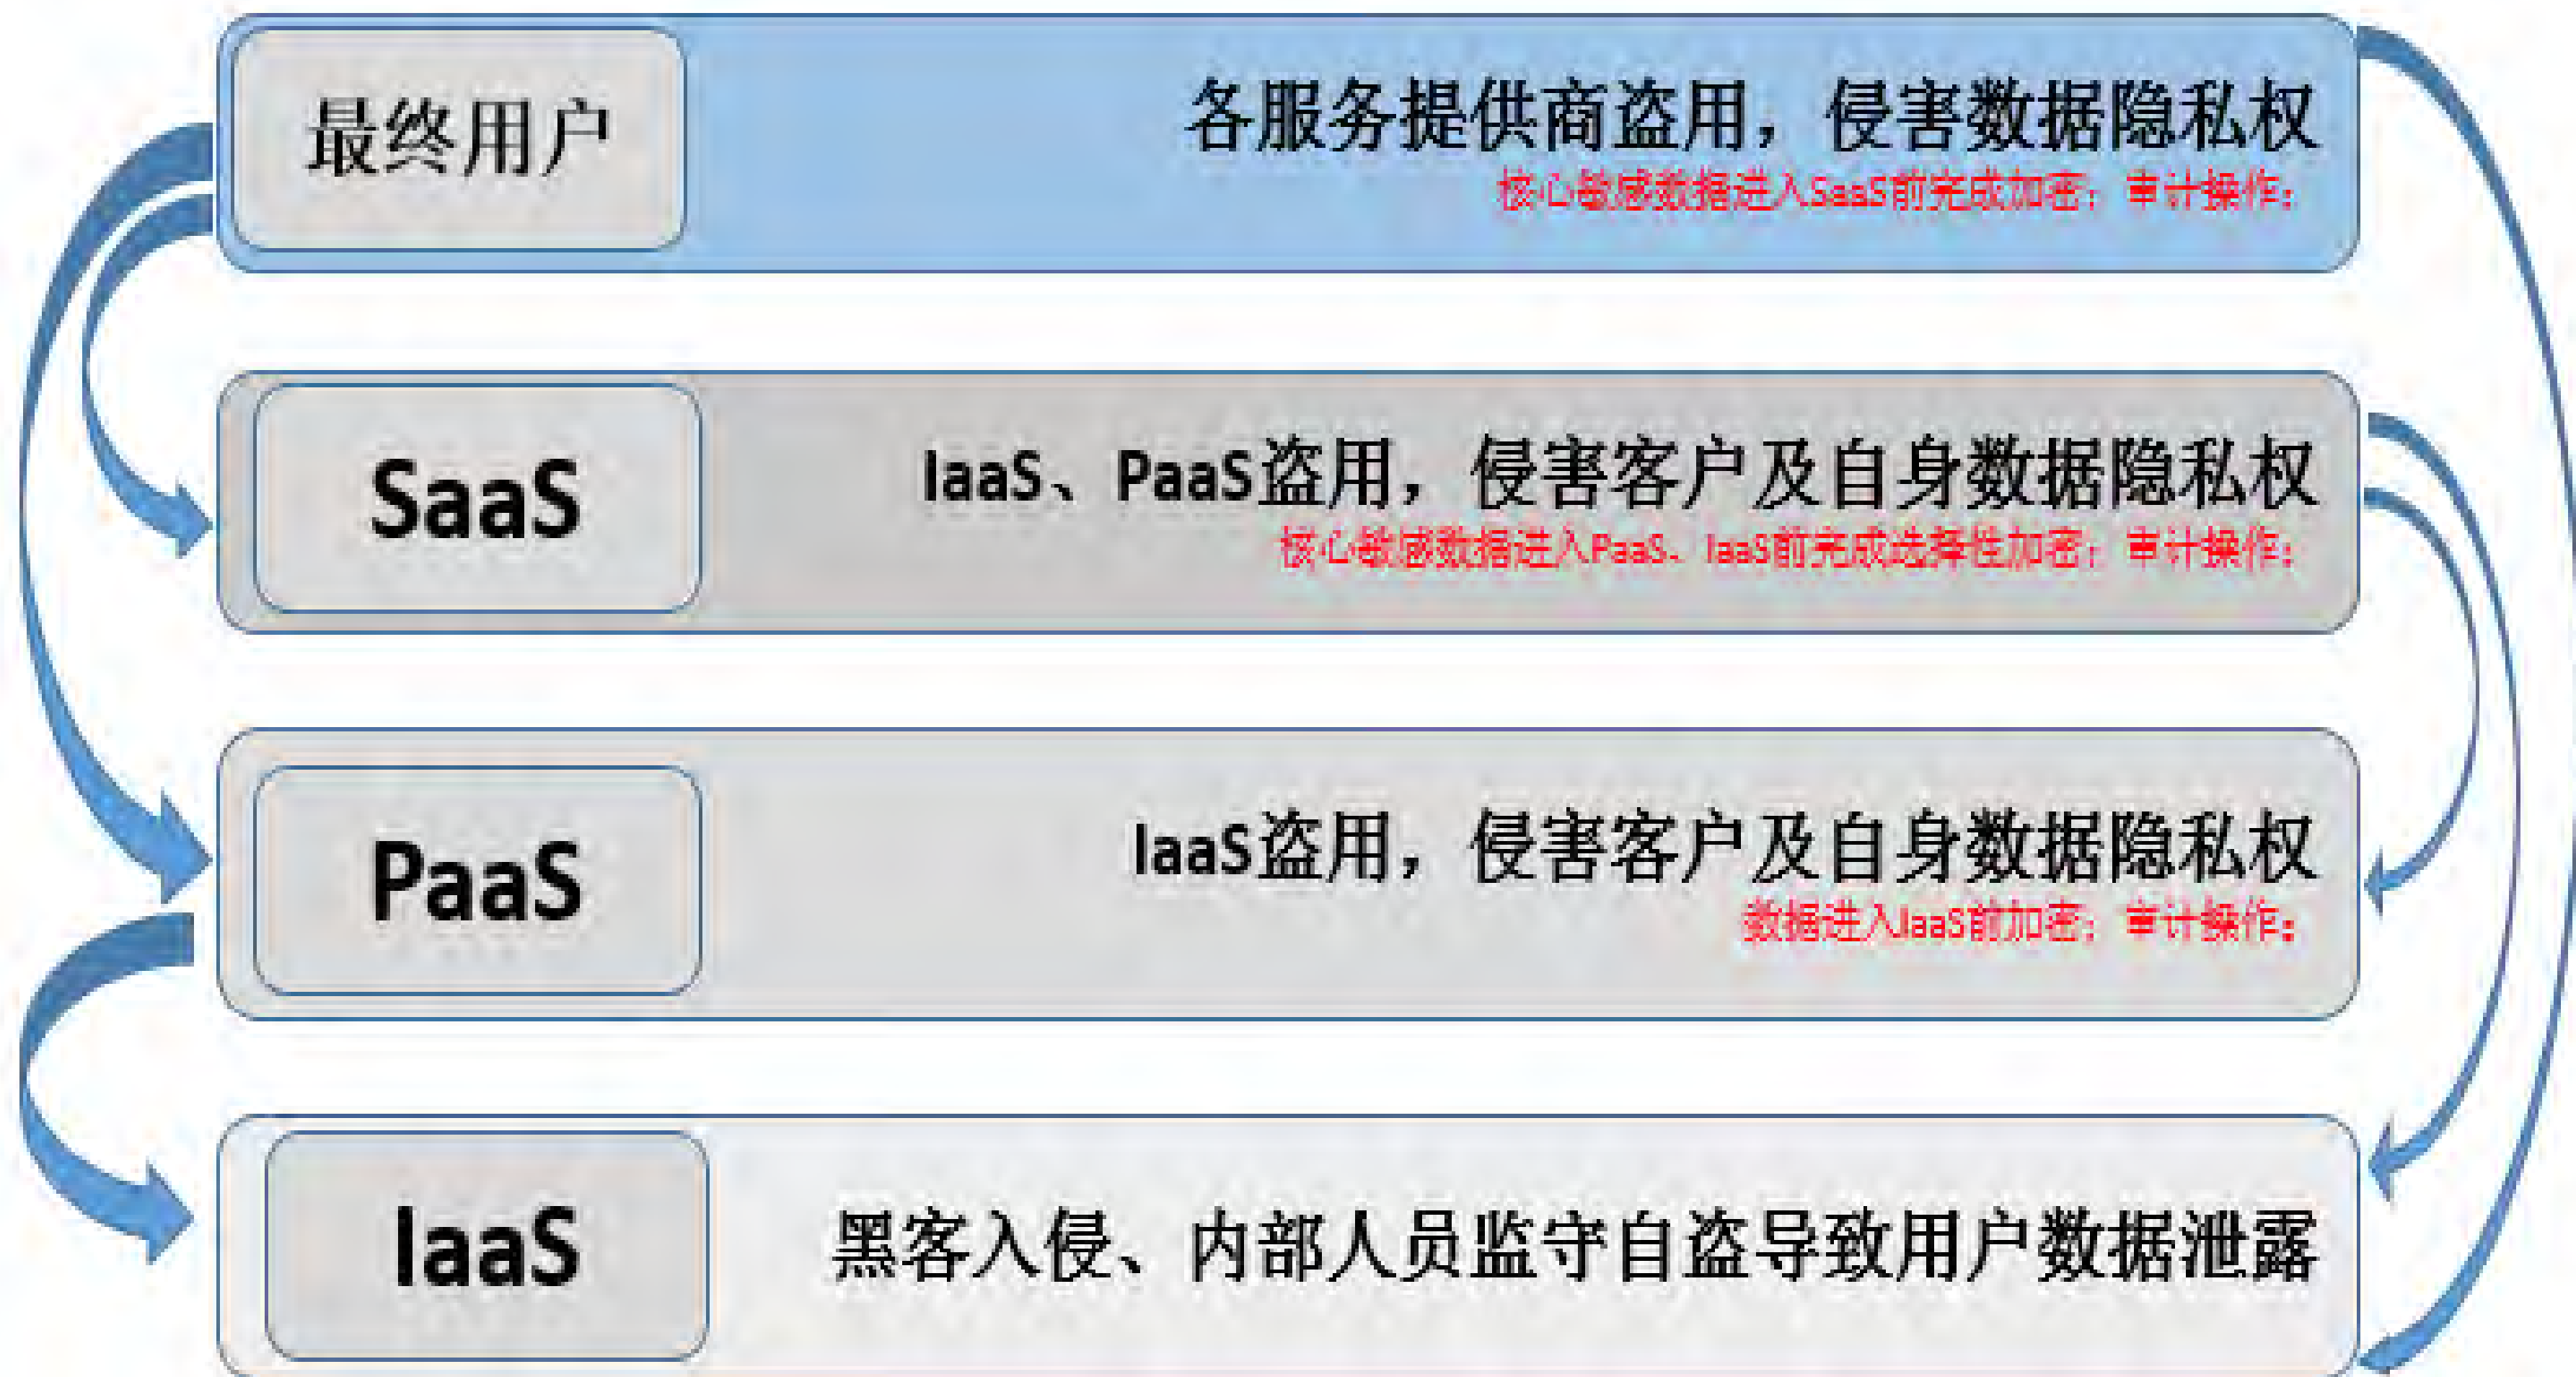 最终用户
各服务提供商盗用，侵害数据隐私权
核心敏感数据进入SaaS前完成加密；审计操作；
SaaS
IaaS、PaaS盗用，侵害客户及自身数据隐私权
核心敏感数据进入PaaS、IaaS前完成选择性加密；审计操作；
PaaS
IaaS盗用，侵害客户及自身数据隐私权
数据进入IaaS前加密；审计操作；
IaaS
黑客入侵、内部人员监守自盗导致用户数据泄露